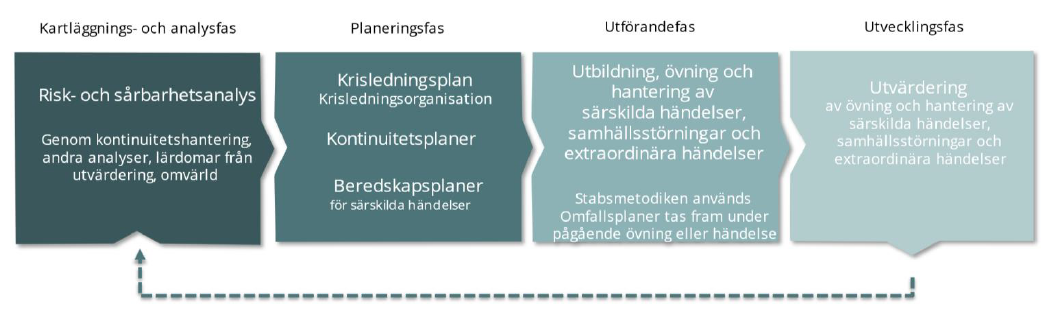 Kartläggnings- och analysfas
Risk- och sårbarhetsanalys
Genom kontinuitetshantering,
andra analyser, lärdomar från
utvärdering, omvärld
Planeringsfas
Krisledningsplan
Krisledningsorganisation
Kontinuitetsplaner
Beredskapsplaner
för särskilda händelser
Utförandefas
Utbildning, övning och
hantering av
särskilda händelser,
samhällsstörningar och
extraordinära händelser
Stabsmetodiken används
Omfallsplaner tas fram under
pågående övning eller händelse
Utvecklingsfas
Utvärdering
av övning och hantering av
särskilda händelser,
samhällsstörningar och
extraordinära händelser